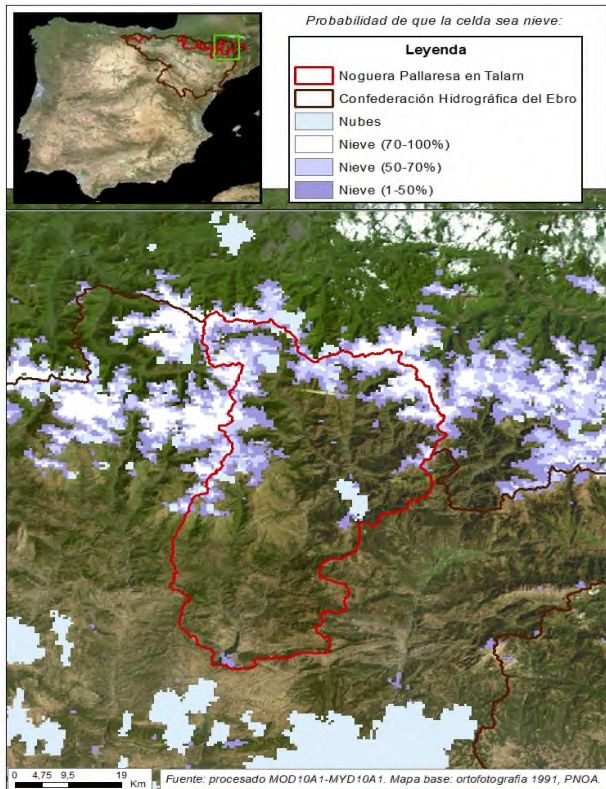 Probabilidad de que la celda sea nieve:
Leyenda
Noguera Pallaresa en Talarn
Confederación Hidrográfica del Ebro
Nubes
Nieve (70-100%)
Nieve (50-70%)
Nieve (1-50%)
0 4,75 9,5 19
Km
Fuente: procesado MOD10A1-MYD10A1. Mapa base: ortofotografía 1991, PNOA.